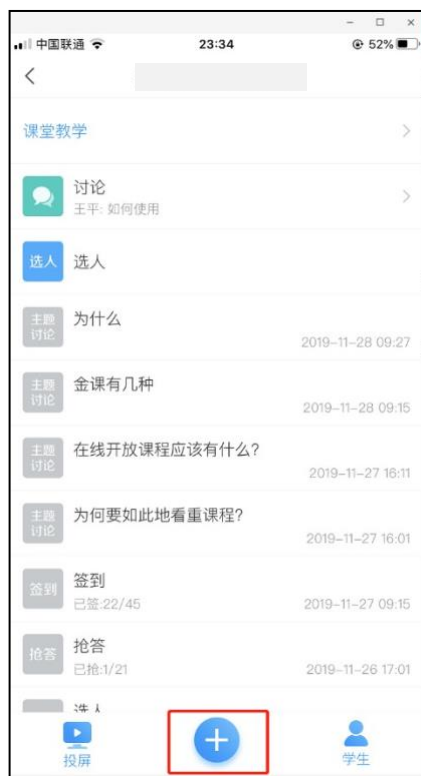 中国联通 23:34 52%
课堂教学
讨论
王平: 如何使用
选人 选人
主题
讨论
为什么
2019-11-28 09:27
主题
讨论
金课有几种
2019-11-28 09:15
主题
讨论
在线开放课程应该有什么?
2019-11-27 16:11
主题
讨论
为何要如此地看重课程?
2019-11-27 16:01
签到
签到
已签:22/45
2019-11-27 09:15
抢答
抢答
已抢:1/21
2019-11-26 17:01
选人
投屏
学生